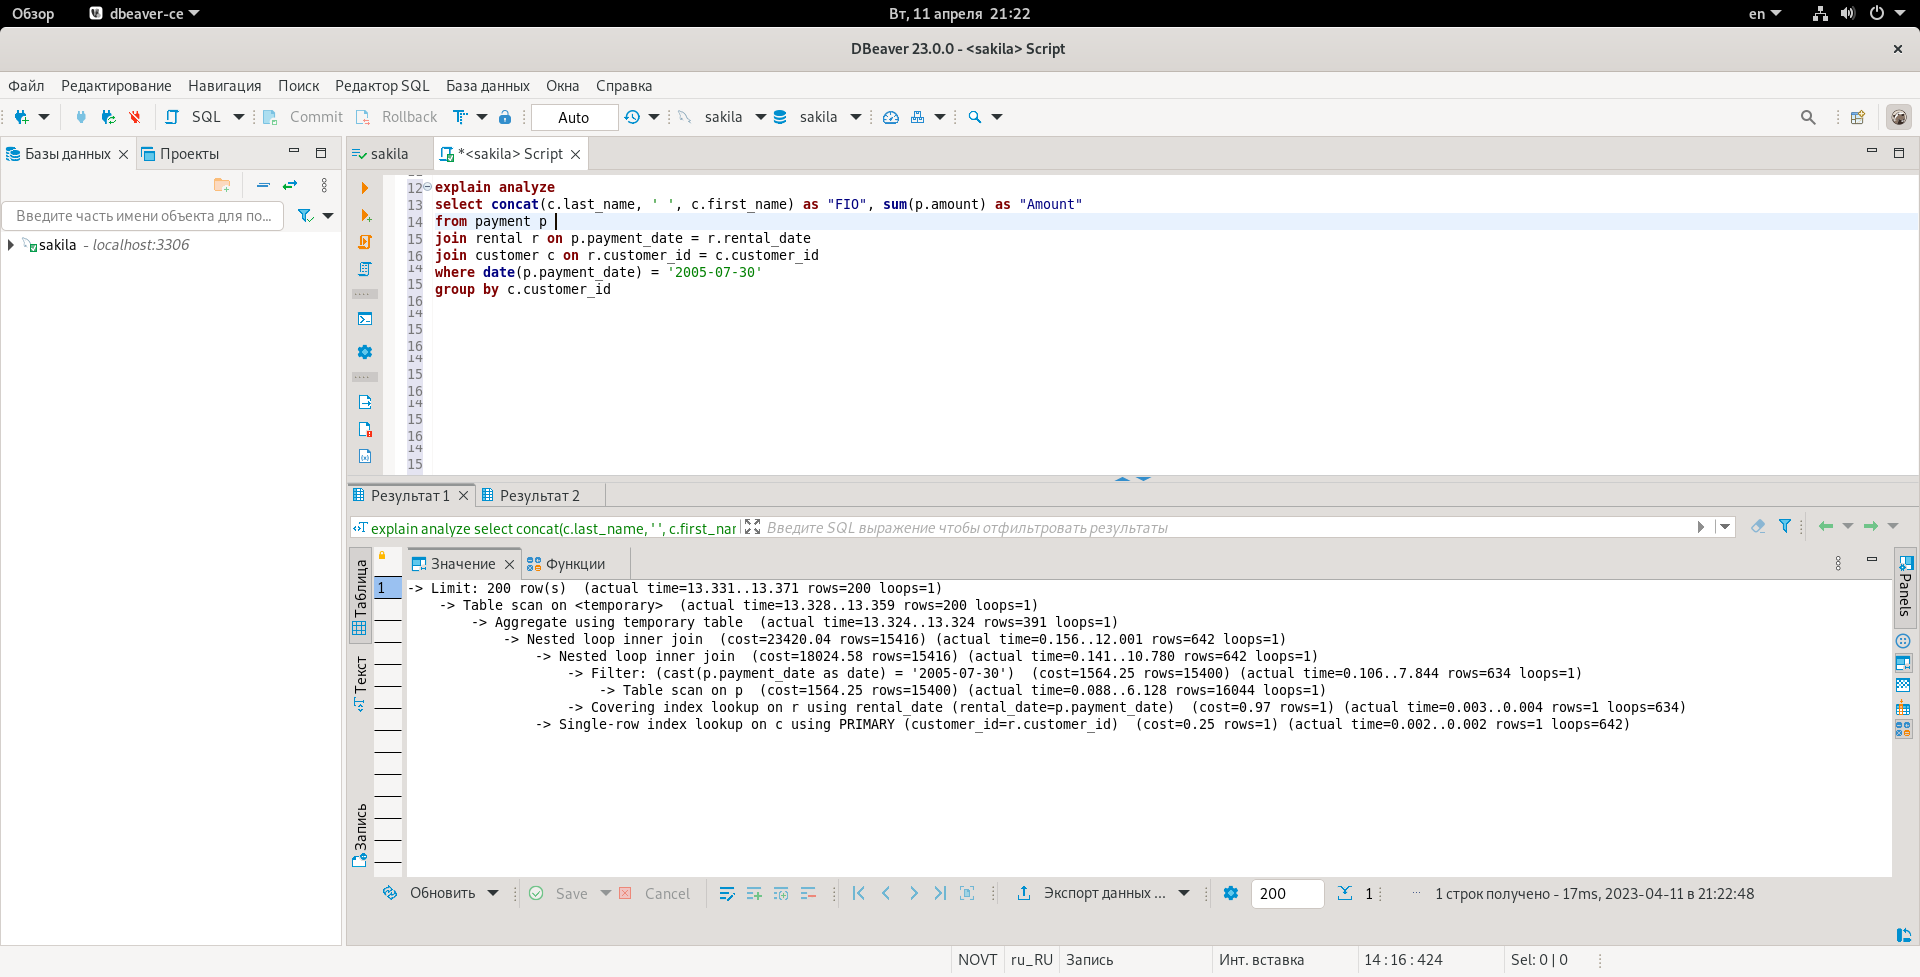 Обзор dbeaver-ce Вт, 11 апреля 21:22 en
DBeaver 23.0.0 - <sakila> Script
Файл Редактирование Навигация Поиск Редактор SQL База данных Окна Справка
SQL Commit Rollback Auto sakila sakila
Базы данных Проекты
Введите часть имени объекта для по...
sakila - localhost:3306
sakila *<sakila> Script
12 explain analyze
13 select concat(c.last_name, ' ', c.first_name) as "FIO", sum(p.amount) as "Amount"
14 from payment p
15 join rental r on p.payment_date = r.rental_date
16 join customer c on r.customer_id = c.customer_id
14 where date(p.payment_date) = '2005-07-30'
15 group by c.customer_id
16
14
15
16
14
15
16
14
15
16
14
15
Результат 1 Результат 2
explain analyze select concat(c.last_name, ' ', c.first_nar Введите SQL выражение чтобы отфильтровать результаты
Таблица
Текст
Запись
1
Значение Функции
-> Limit: 200 row(s) (actual time=13.331..13.371 rows=200 loops=1)
-> Table scan on <temporary> (actual time=13.328..13.359 rows=200 loops=1)
-> Aggregate using temporary table (actual time=13.324..13.324 rows=391 loops=1)
-> Nested loop inner join (cost=23420.04 rows=15416) (actual time=0.156..12.001 rows=642 loops=1)
-> Nested loop inner join (cost=18024.58 rows=15416) (actual time=0.141..10.780 rows=642 loops=1)
-> Filter: (cast(p.payment_date as date) = '2005-07-30') (cost=1564.25 rows=15400) (actual time=0.106..7.844 rows=634 loops=1)
-> Table scan on p (cost=1564.25 rows=15400) (actual time=0.088..6.128 rows=16044 loops=1)
-> Covering index lookup on r using rental_date (rental_date=p.payment_date) (cost=0.97 rows=1) (actual time=0.003..0.004 rows=1 loops=634)
-> Single-row index lookup on c using PRIMARY (customer_id=r.customer_id) (cost=0.25 rows=1) (actual time=0.002..0.002 rows=1 loops=642)
Panels
Обновить Save Cancel Экспорт данных ... 200 1 1 строк получено - 17ms, 2023-04-11 в 21:22:48
NOVT ru_RU Запись Инт. вставка 14 : 16 : 424 Sel: 0 | 0